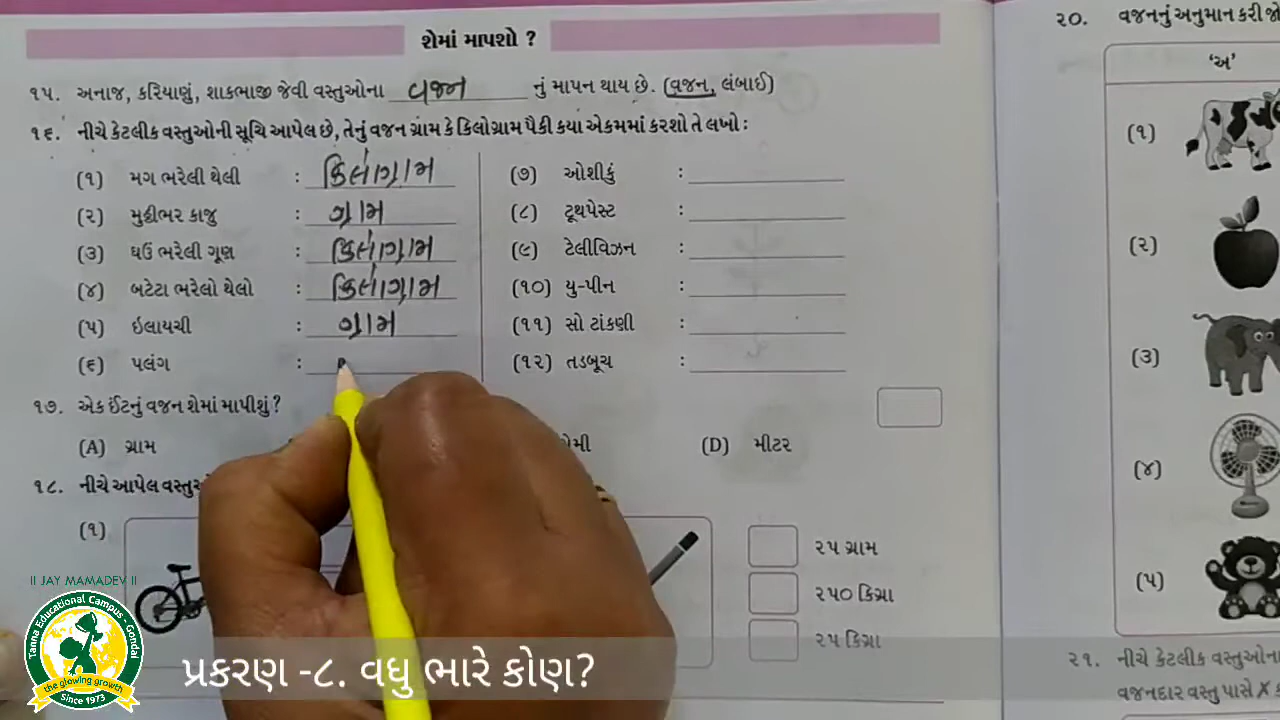 શેમાં માપશો ?
૧૫. અનાજ, કરિયાણું, શાકભાજી જેવી વસ્તુઓના વજન નું માપન થાય છે. (વજન, લંબાઈ)
૧૬. નીચે કેટલીક વસ્તુઓની સૂચિ આપેલ છે, તેનું વજન ગ્રામ કે કિલોગ્રામ પૈકી કયા એકમમાં કરશો તે લખો :
(૧) મગ ભરેલી થેલી : કિલોગ્રામ
(૨) મુઠ્ઠીભર કાજુ : ગ્રામ
(૩) ઘઉં ભરેલી ગૂણ : કિલોગ્રામ
(૪) બટેટા ભરેલો થેલો : કિલોગ્રામ
(૫) ઇલાયચી : ગ્રામ
(૬) પલંગ :
(૭) ઓશીકું :
(૮) ટૂથપેસ્ટ :
(૯) ટેલીવિઝન :
(૧૦) યુ-પીન :
(૧૧) સો ટાંકણી :
(૧૨) તડબૂચ :
૧૭. એક ઈંટનું વજન શેમાં માપીશું ?
(A) ગ્રામ (D) મીટર
૧૮. નીચે આપેલ
(૧)
૨૫ ગ્રામ
૨૫૦ કિગ્રા
૨૫ કિગ્રા
૨૦. વજનનું અનુમાન કરી જો
'અ'
(૧)
(૨)
(૩)
(૪)
(૫)
૨૧. નીચે કેટલીક વસ્તુઓના
વજનદાર વસ્તુ પાસે X
II JAY MAMADEV II
Tanna Educational Campus - Gondal
the glowing growth
Since 1973
પ્રકરણ -૮. વધુ ભારે કોણ?